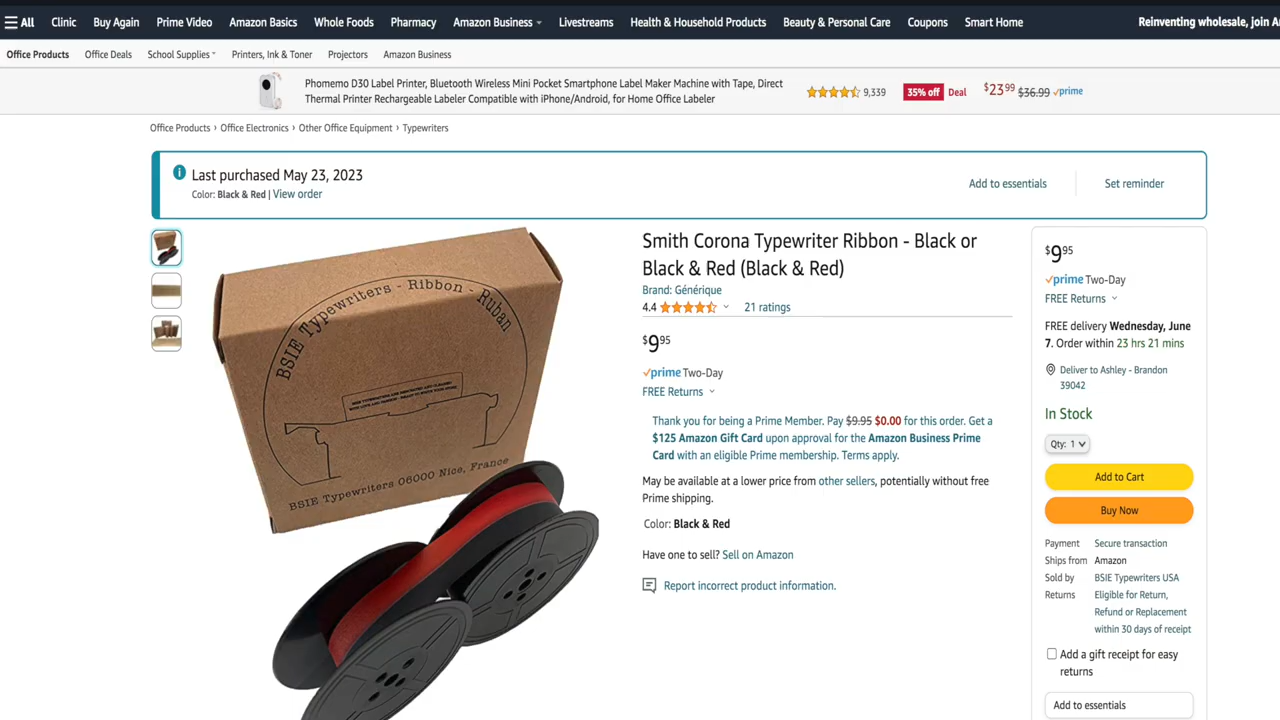 All Clinic Buy Again Prime Video Amazon Basics Whole Foods Pharmacy Amazon Business Livestreams Health & Household Products Beauty & Personal Care Coupons Smart Home Reinventing wholesale, join
Office Products Office Deals School Supplies Printers, Ink & Toner Projectors Amazon Business
Phomemo D30 Label Printer, Bluetooth Wireless Mini Pocket Smartphone Label Maker Machine with Tape, Direct
Thermal Printer Rechargeable Labeler Compatible with iPhone/Android, for Home Office Labeler
9,339 35% off Deal $23.99 $36.99 prime
Office Products › Office Electronics › Other Office Equipment › Typewriters
Last purchased May 23, 2023
Color: Black & Red | View order
Add to essentials
Set reminder
BSIE Typewriters - Ribbon - Ruban
BSIE Typewriters 06000 Nice, France
Smith Corona Typewriter Ribbon - Black or
Black & Red (Black & Red)
Brand: Générique
4.4 21 ratings
$9.95
prime Two-Day
FREE Returns
Thank you for being a Prime Member. Pay $9.95 $0.00 for this order. Get a
$125 Amazon Gift Card upon approval for the Amazon Business Prime
Card with an eligible Prime membership. Terms apply.
May be available at a lower price from other sellers, potentially without free
Prime shipping.
Color: Black & Red
Have one to sell? Sell on Amazon
Report incorrect product information.
$9.95
prime Two-Day
FREE Returns
FREE delivery Wednesday, June
7. Order within 23 hrs 21 mins
Deliver to Ashley - Brandon
39042
In Stock
Qty: 1
Add to Cart
Buy Now
Payment Secure transaction
Ships from Amazon
Sold by BSIE Typewriters USA
Returns Eligible for Return,
Refund or Replacement
within 30 days of receipt
Add a gift receipt for easy
returns
Add to essentials